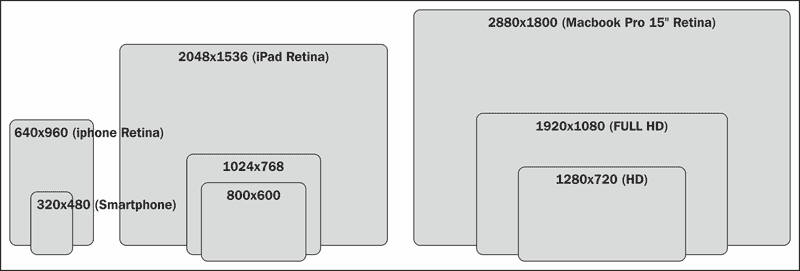 640x960 (iphone Retina)
320x480 (Smartphone)
2048x1536 (iPad Retina)
1024x768
800x600
2880x1800 (Macbook Pro 15" Retina)
1920x1080 (FULL HD)
1280x720 (HD)